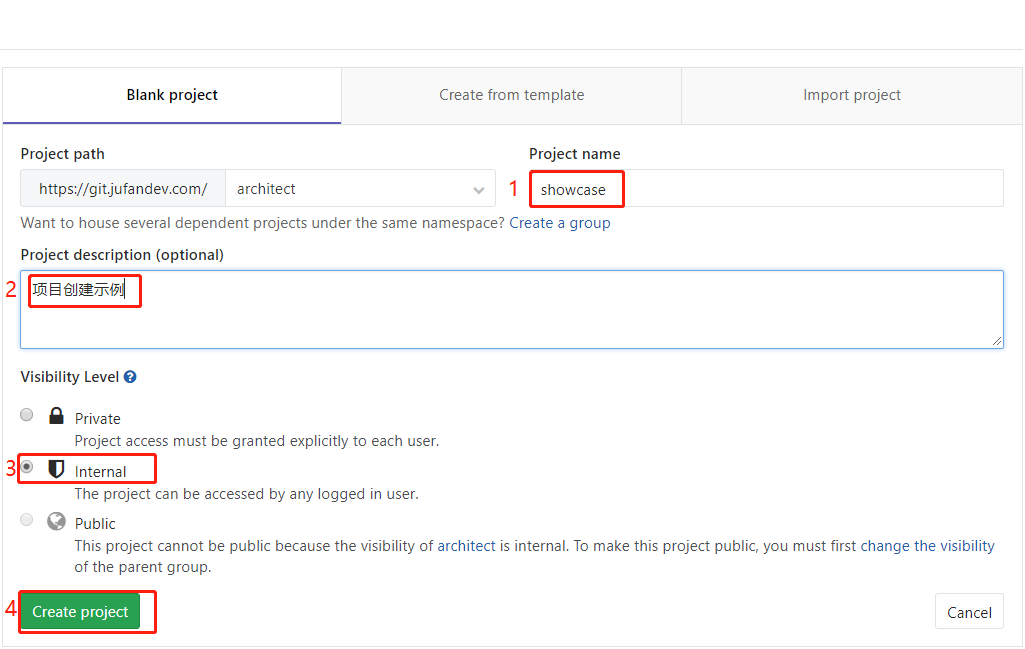 Blank project
Create from template
Import project
Project path
Project name
https://git.jufandev.com/
architect
1
showcase
Want to house several dependent projects under the same namespace? Create a group
Project description (optional)
2
项目创建示例
Visibility Level ?
Private
Project access must be granted explicitly to each user.
3
Internal
The project can be accessed by any logged in user.
Public
This project cannot be public because the visibility of architect is internal. To make this project public, you must first change the visibility
of the parent group.
4
Create project
Cancel